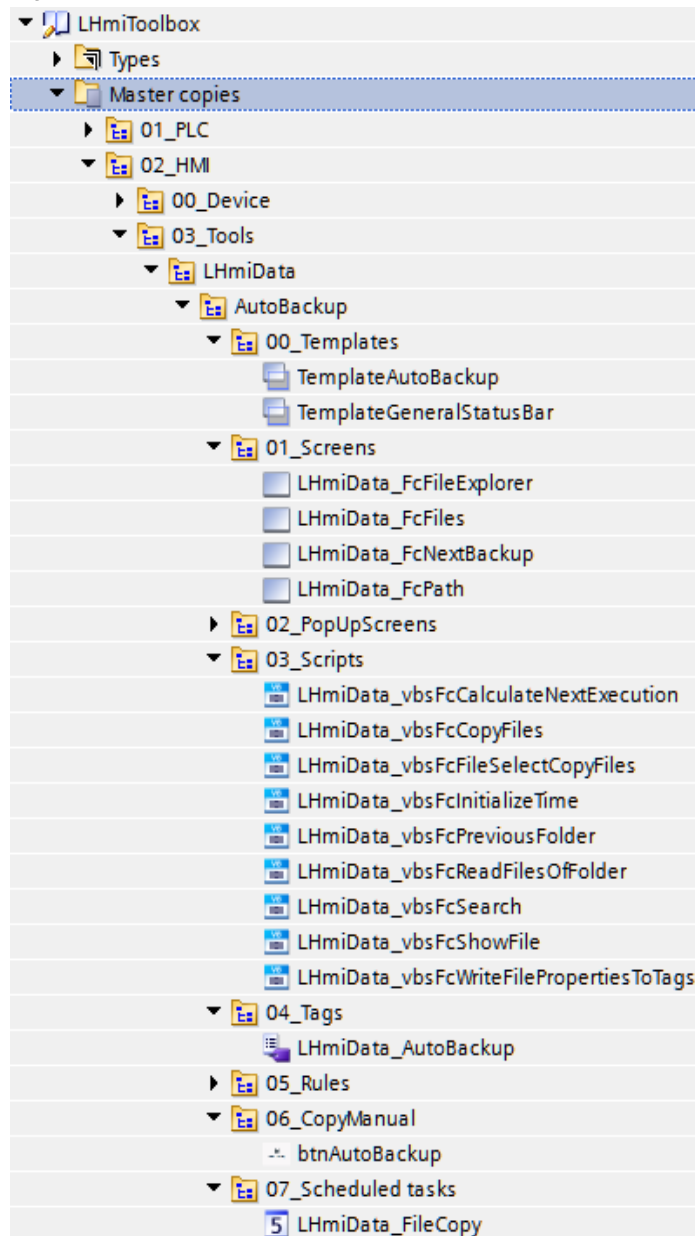 LHmiToolbox
Types
Master copies
01_PLC
02_HMI
00_Device
03_Tools
LHmiData
AutoBackup
00_Templates
TemplateAutoBackup
TemplateGeneralStatusBar
01_Screens
LHmiData_FcFileExplorer
LHmiData_FcFiles
LHmiData_FcNextBackup
LHmiData_FcPath
02_PopUpScreens
03_Scripts
LHmiData_vbsFcCalculateNextExecution
LHmiData_vbsFcCopyFiles
LHmiData_vbsFcFileSelectCopyFiles
LHmiData_vbsFcInitializeTime
LHmiData_vbsFcPreviousFolder
LHmiData_vbsFcReadFilesOfFolder
LHmiData_vbsFcSearch
LHmiData_vbsFcShowFile
LHmiData_vbsFcWriteFilePropertiesToTags
04_Tags
LHmiData_AutoBackup
05_Rules
06_CopyManual
btnAutoBackup
07_Scheduled tasks
LHmiData_FileCopy